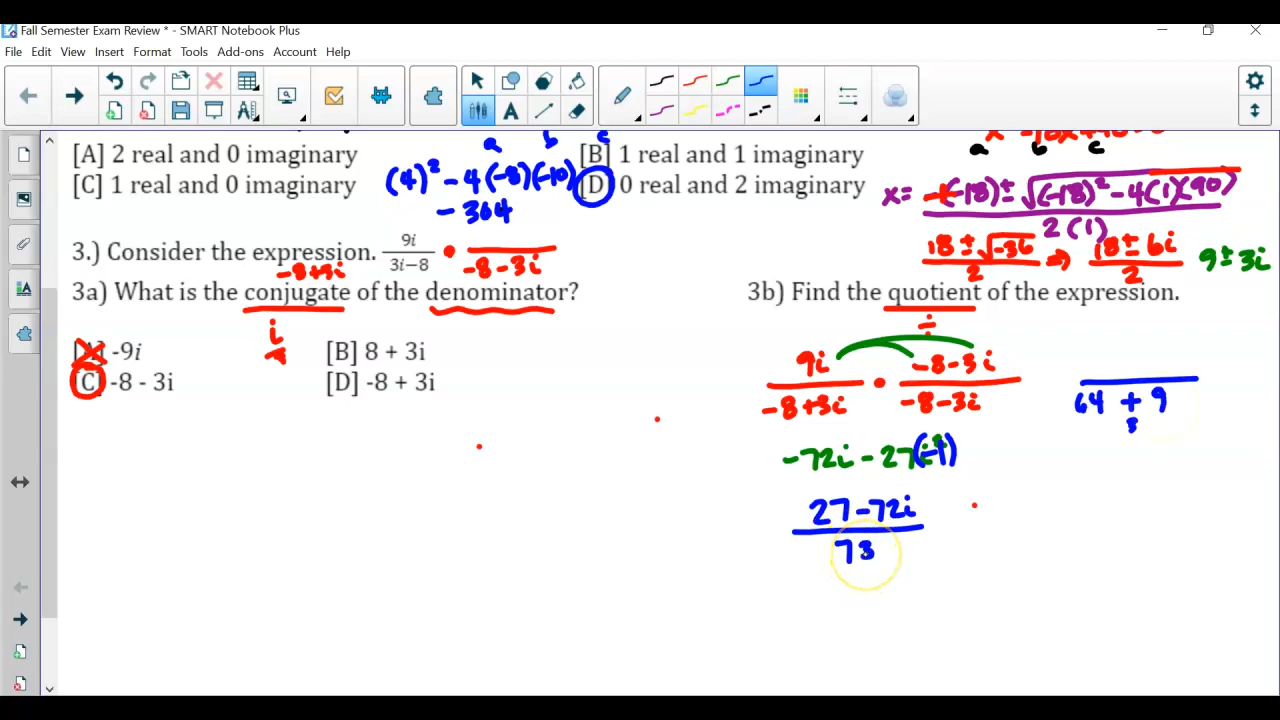 Fall Semester Exam Review * - SMART Notebook Plus
File Edit View Insert Format Tools Add-ons Account Help
[A] 2 real and 0 imaginary
[B] 1 real and 1 imaginary
[C] 1 real and 0 imaginary
[D] 0 real and 2 imaginary
a b c
(4)² - 4(-8)(-10)
- 304
a b c
x = -(-18) ± √(-18)² - 4(1)(90)
2(1)
18 ± √-36 / 2 ⇒ 18 ± 6i / 2 9 ± 3i
3.) Consider the expression. 9i / 3i−8 • -8-3i
-8+3i
3a) What is the conjugate of the denominator?
i
[A] -9i
[B] 8 + 3i
[C] -8 - 3i
[D] -8 + 3i
3b) Find the quotient of the expression.
÷
9i / -8+3i • -8-3i / -8-3i
64 + 9
-72i - 27(-1)
27-72i
73